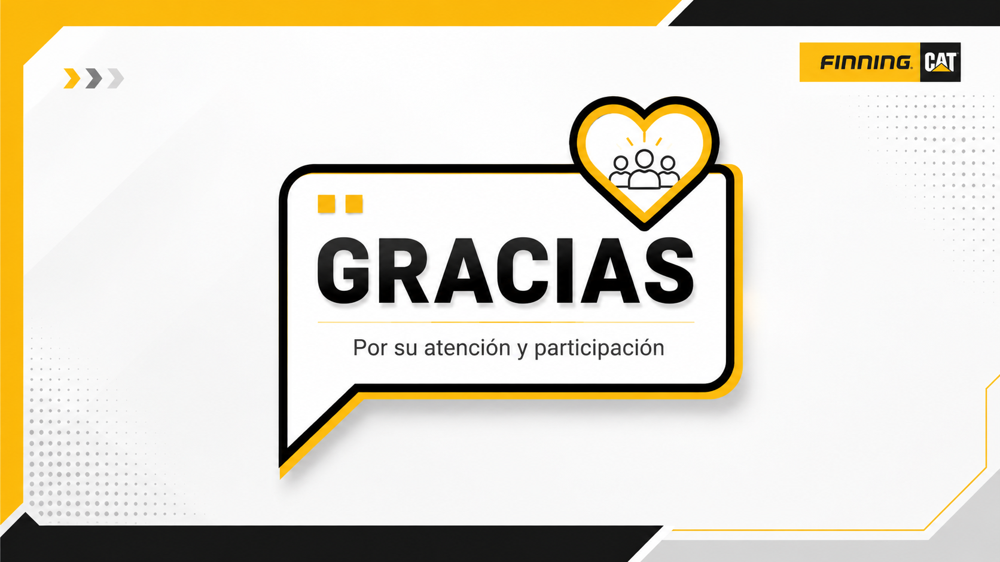 FINNING® CAT
GRACIAS
Por su atención y participación